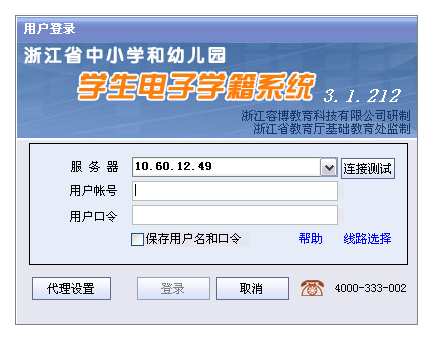 用户登录
浙江省中小学和幼儿园
学生电子学籍系统 3.1.212
浙江容博教育科技有限公司研制
浙江省教育厅基础教育处监制
服务器 10.60.12.49 连接测试
用户帐号
用户口令
保存用户名和口令 帮助 线路选择
代理设置 登录 取消 4000-333-002